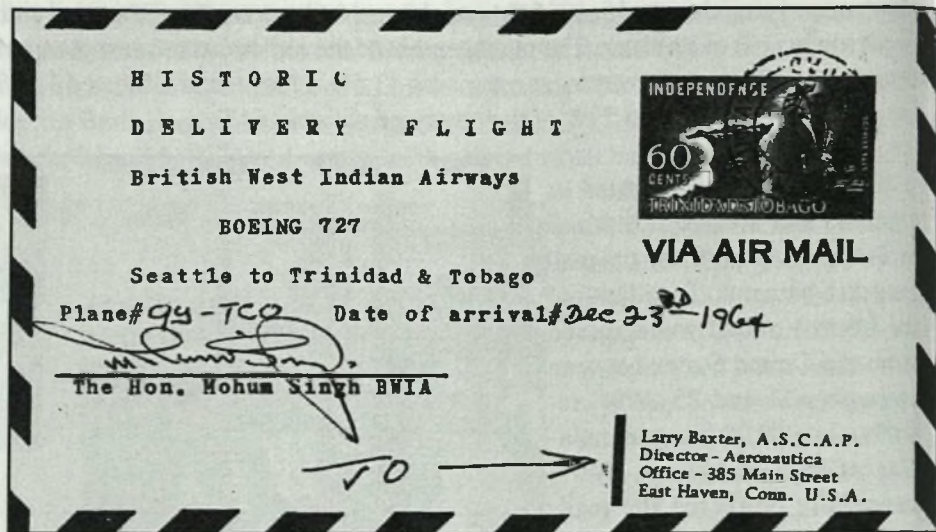 HISTORIC
DELIVERY FLIGHT
British West Indian Airways
BOEING 727
Seattle to Trinidad & Tobago
Plane# 9Y-TCO Date of arrival# Dec 23RD-1964
The Hon. Mohum Singh BWIA
INDEPENDENCE
60
CENTS
TRINIDAD & TOBAGO
VIA AIR MAIL
TO
Larry Baxter, A.S.C.A.P.
Director - Aeronautica
Office - 385 Main Street
East Haven, Conn. U.S.A.